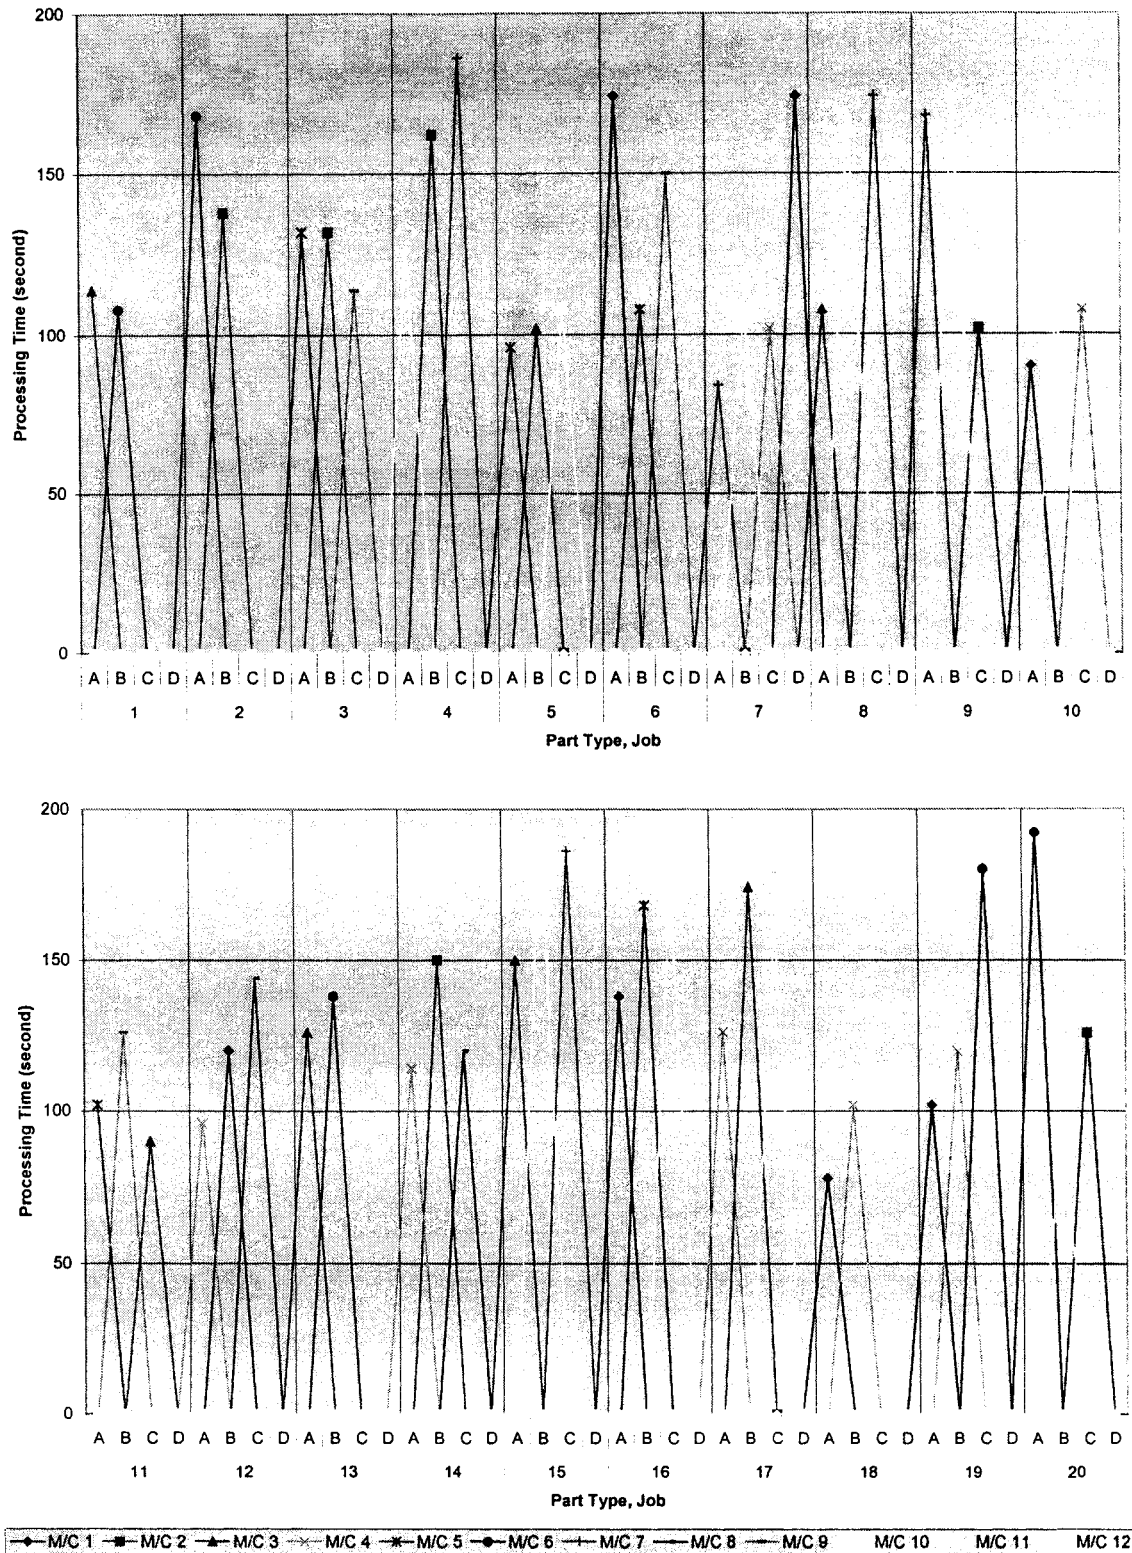 200
150
100
50
0
Processing Time (second)
A B C D A B C D A B C D A B C D A B C D A B C D A B C D A B C D A B C D A B C D
1 2 3 4 5 6 7 8 9 10
Part Type, Job
200
150
100
50
0
Processing Time (second)
A B C D A B C D A B C D A B C D A B C D A B C D A B C D A B C D A B C D A B C D
11 12 13 14 15 16 17 18 19 20
Part Type, Job
M/C 1 M/C 2 M/C 3 M/C 4 M/C 5 M/C 6 M/C 7 M/C 8 M/C 9 M/C 10 M/C 11 M/C 12